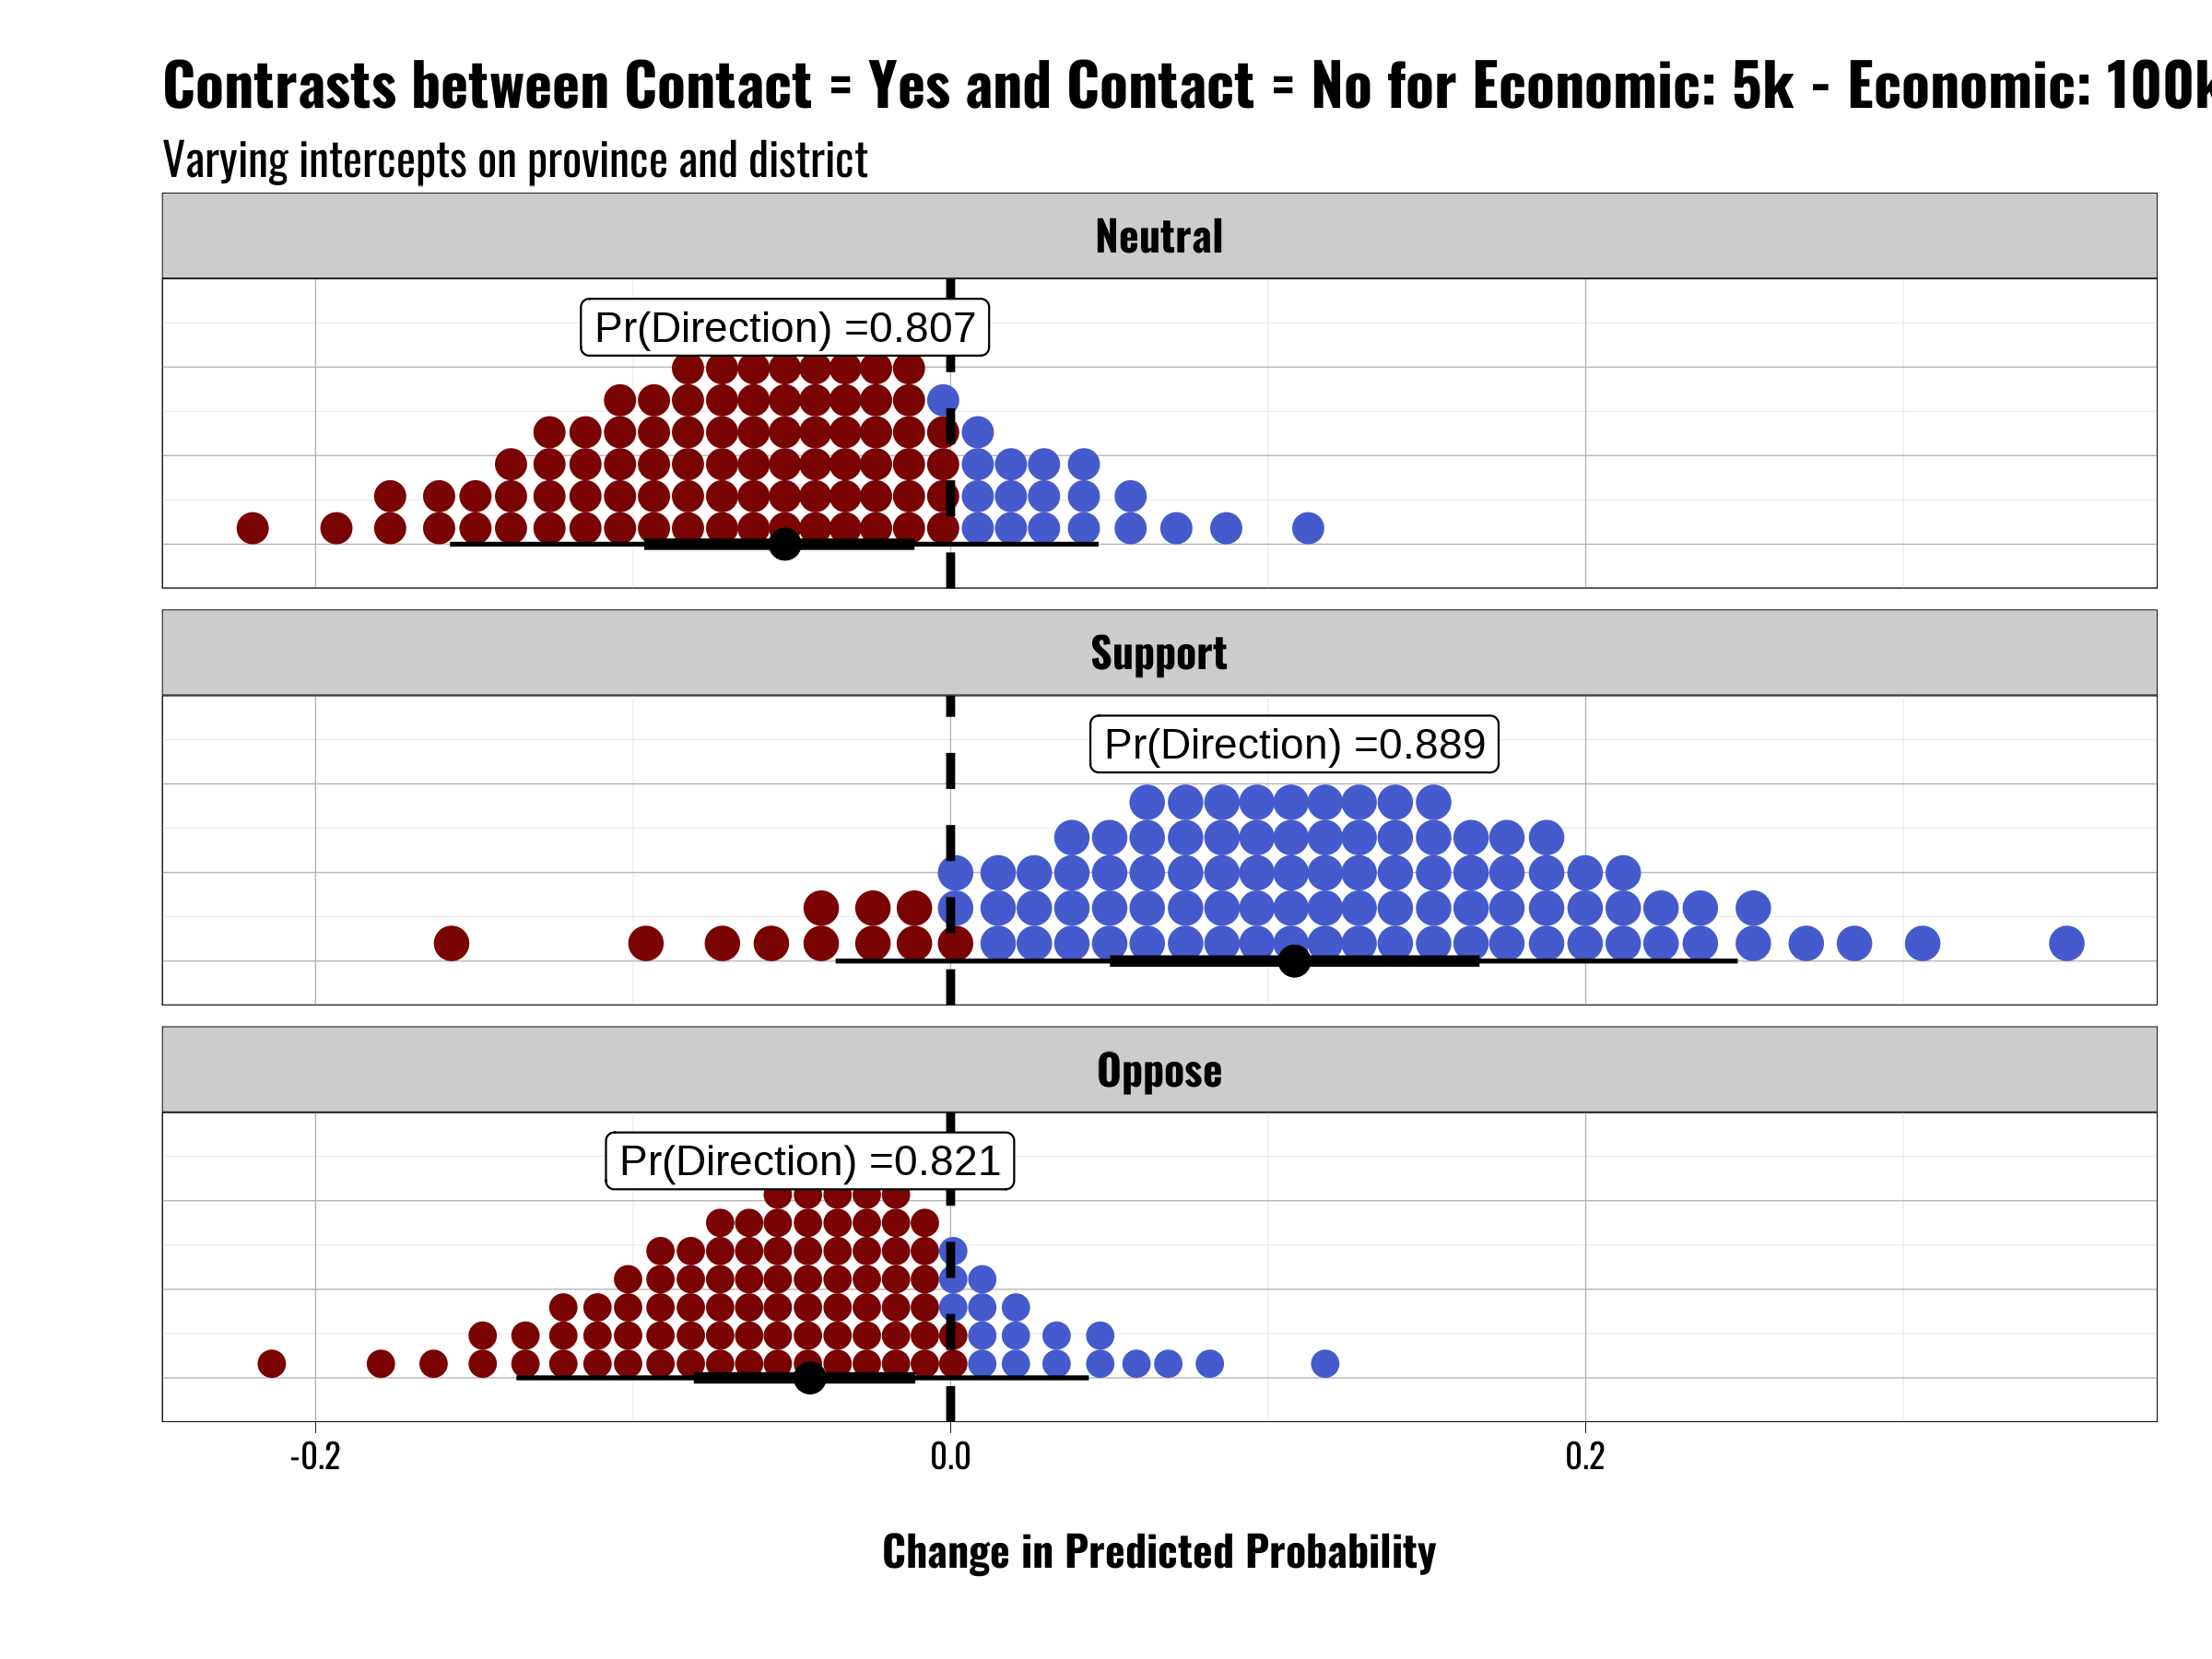 Contrasts between Contact = Yes and Contact = No for Economic: 5k - Economic: 100k
Varying intercepts on province and district
Neutral
Pr(Direction) =0.807
Support
Pr(Direction) =0.889
Oppose
Pr(Direction) =0.821
-0.2 0.0 0.2
Change in Predicted Probability